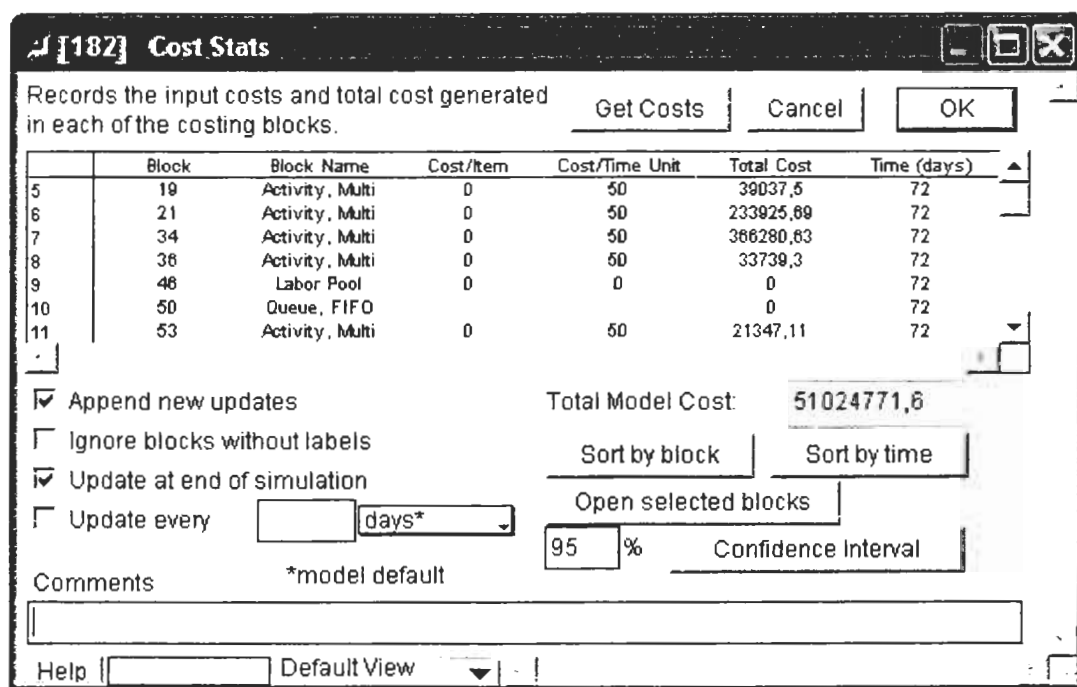 [182] Cost Stats
Records the input costs and total cost generated
in each of the costing blocks.
Get Costs Cancel OK
Block Block Name Cost/Item Cost/Time Unit Total Cost Time (days)
5 19 Activity, Multi 0 50 39037,5 72
6 21 Activity, Multi 0 50 233925,69 72
7 34 Activity, Multi 0 50 366280,63 72
8 36 Activity, Multi 0 50 33739,3 72
9 46 Labor Pool 0 0 0 72
10 50 Queue, FIFO 0 72
11 53 Activity, Multi 0 50 21347,11 72
Append new updates
Total Model Cost: 51024771,6
Ignore blocks without labels
Sort by block Sort by time
Update at end of simulation
Open selected blocks
Update every days*
95 % Confidence Interval
*model default
Comments
Help Default View